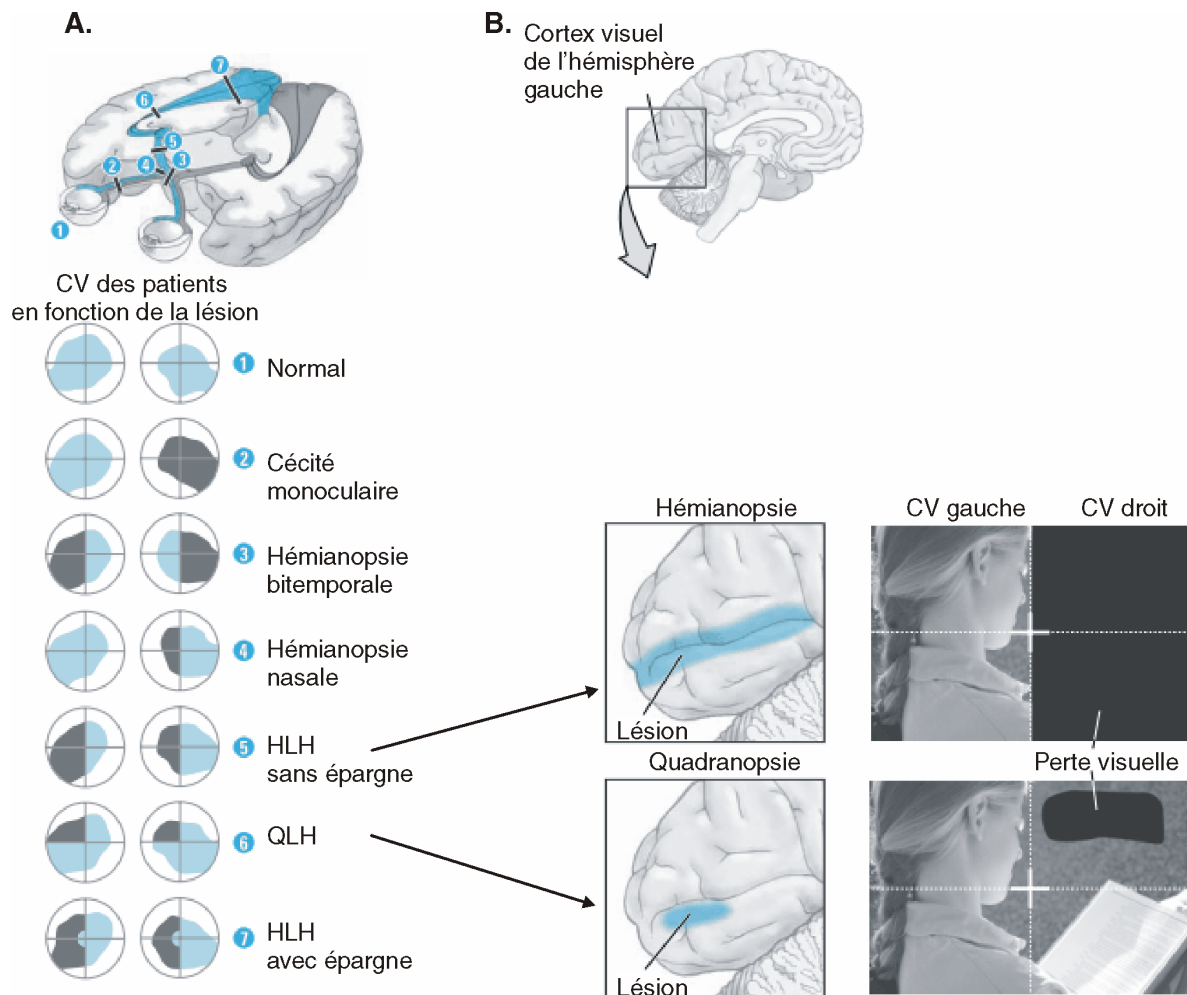 A.
7
6
5
2
4
3
1
CV des patients
en fonction de la lésion
1 Normal
2 Cécité
monoculaire
3 Hémianopsie
bitemporale
4 Hémianopsie
nasale
5 HLH
sans épargne
6 QLH
7 HLH
avec épargne
B.
Cortex visuel
de l'hémisphère
gauche
Hémianopsie
Lésion
CV gauche
CV droit
Perte visuelle
Quadranopsie
Lésion